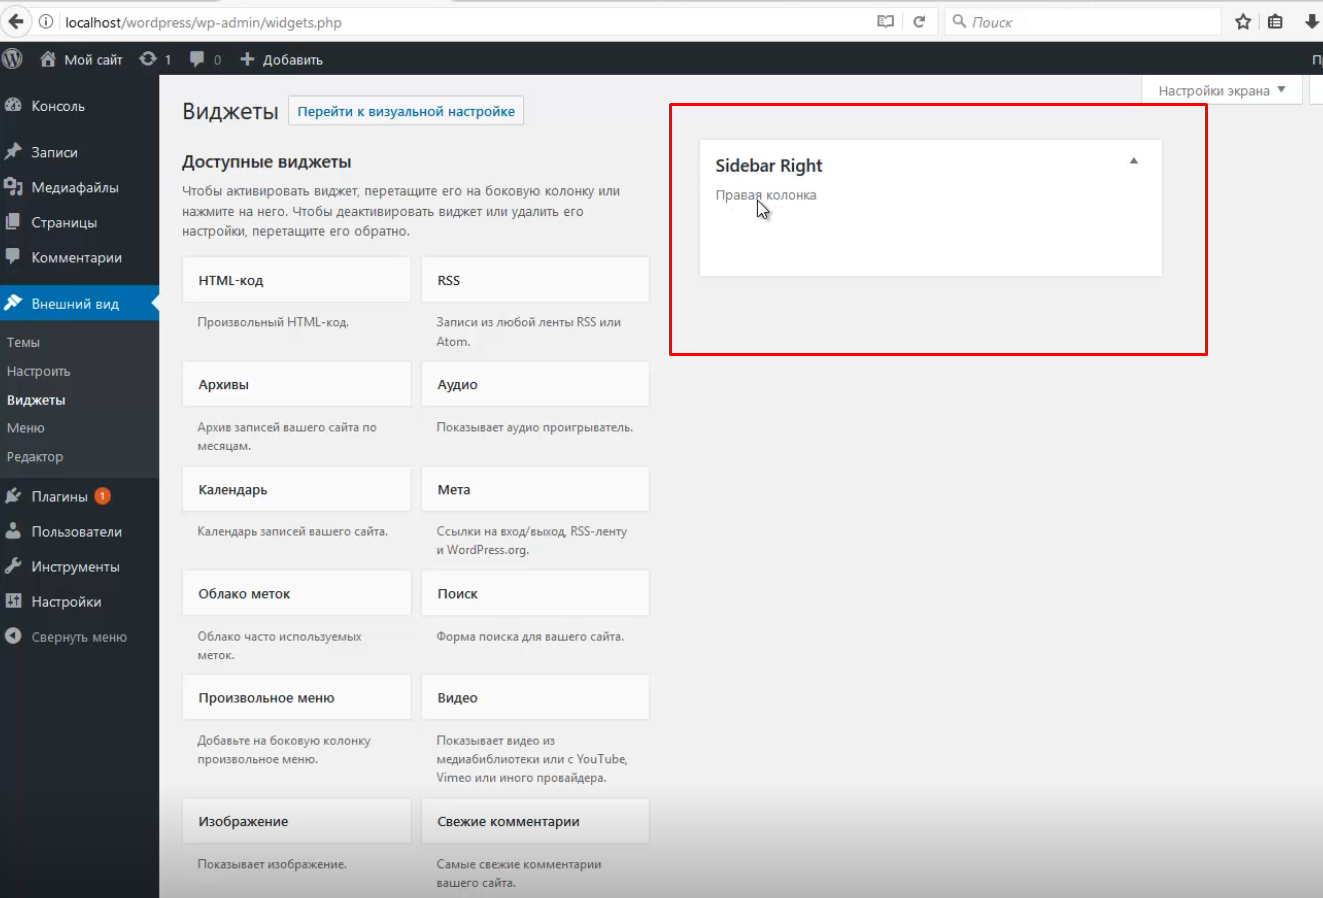 localhost/wordpress/wp-admin/widgets.php
Поиск
Мой сайт
1
0
Добавить
Консоль
Записи
Медиафайлы
Страницы
Комментарии
Внешний вид
Темы
Настроить
Виджеты
Меню
Редактор
Плагины 1
Пользователи
Инструменты
Настройки
Свернуть меню
Настройки экрана
Виджеты
Перейти к визуальной настройке
Доступные виджеты
Чтобы активировать виджет, перетащите его на боковую колонку или
нажмите на него. Чтобы деактивировать виджет или удалить его
настройки, перетащите его обратно.
HTML-код
Произвольный HTML-код.
RSS
Записи из любой ленты RSS или
Atom.
Архивы
Архив записей вашего сайта по
месяцам.
Аудио
Показывает аудио проигрыватель.
Календарь
Календарь записей вашего сайта.
Мета
Ссылки на вход/выход, RSS-ленту
и WordPress.org.
Облако меток
Облако часто используемых
меток.
Поиск
Форма поиска для вашего сайта.
Произвольное меню
Добавьте на боковую колонку
произвольное меню.
Видео
Показывает видео из
медиабиблиотеки или с YouTube,
Vimeo или иного провайдера.
Изображение
Показывает изображение.
Свежие комментарии
Самые свежие комментарии
вашего сайта.
Sidebar Right
Правая колонка